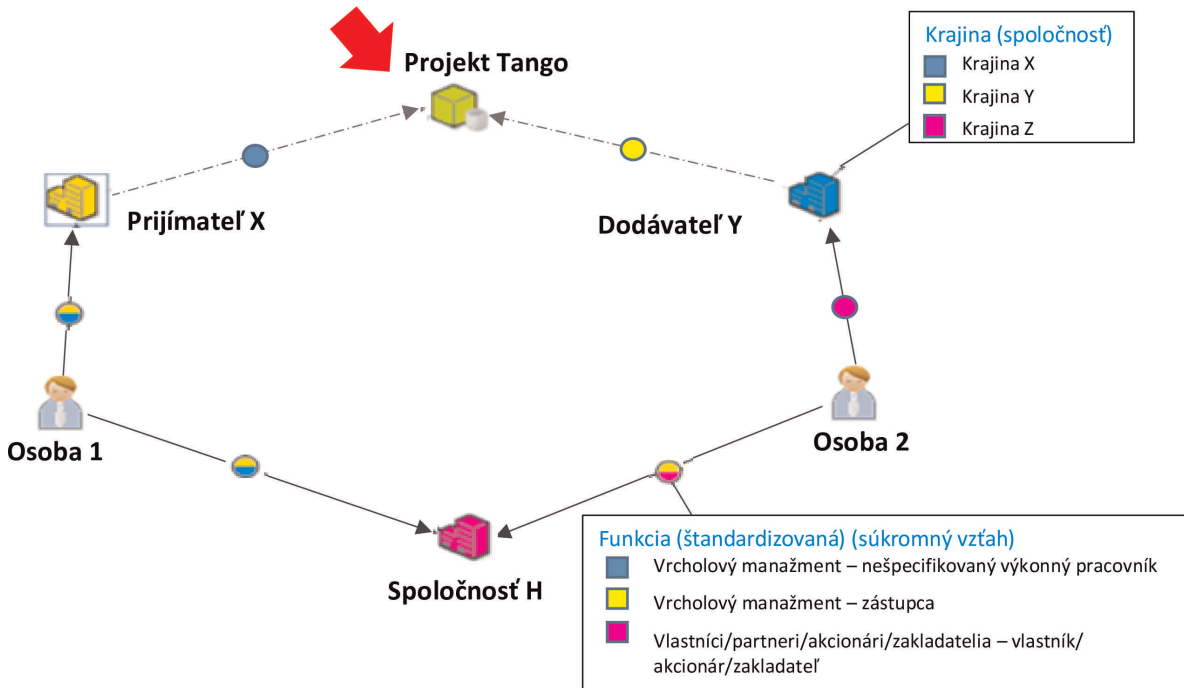 Projekt Tango
Krajina (spoločnosť)
Krajina X
Krajina Y
Krajina Z
Prijímateľ X
Dodávateľ Y
Osoba 1
Osoba 2
Spoločnosť H
Funkcia (štandardizovaná) (súkromný vzťah)
Vrcholový manažment – nešpecifikovaný výkonný pracovník
Vrcholový manažment – zástupca
Vlastníci/partneri/akcionári/zakladatelia – vlastník/
akcionár/zakladateľ